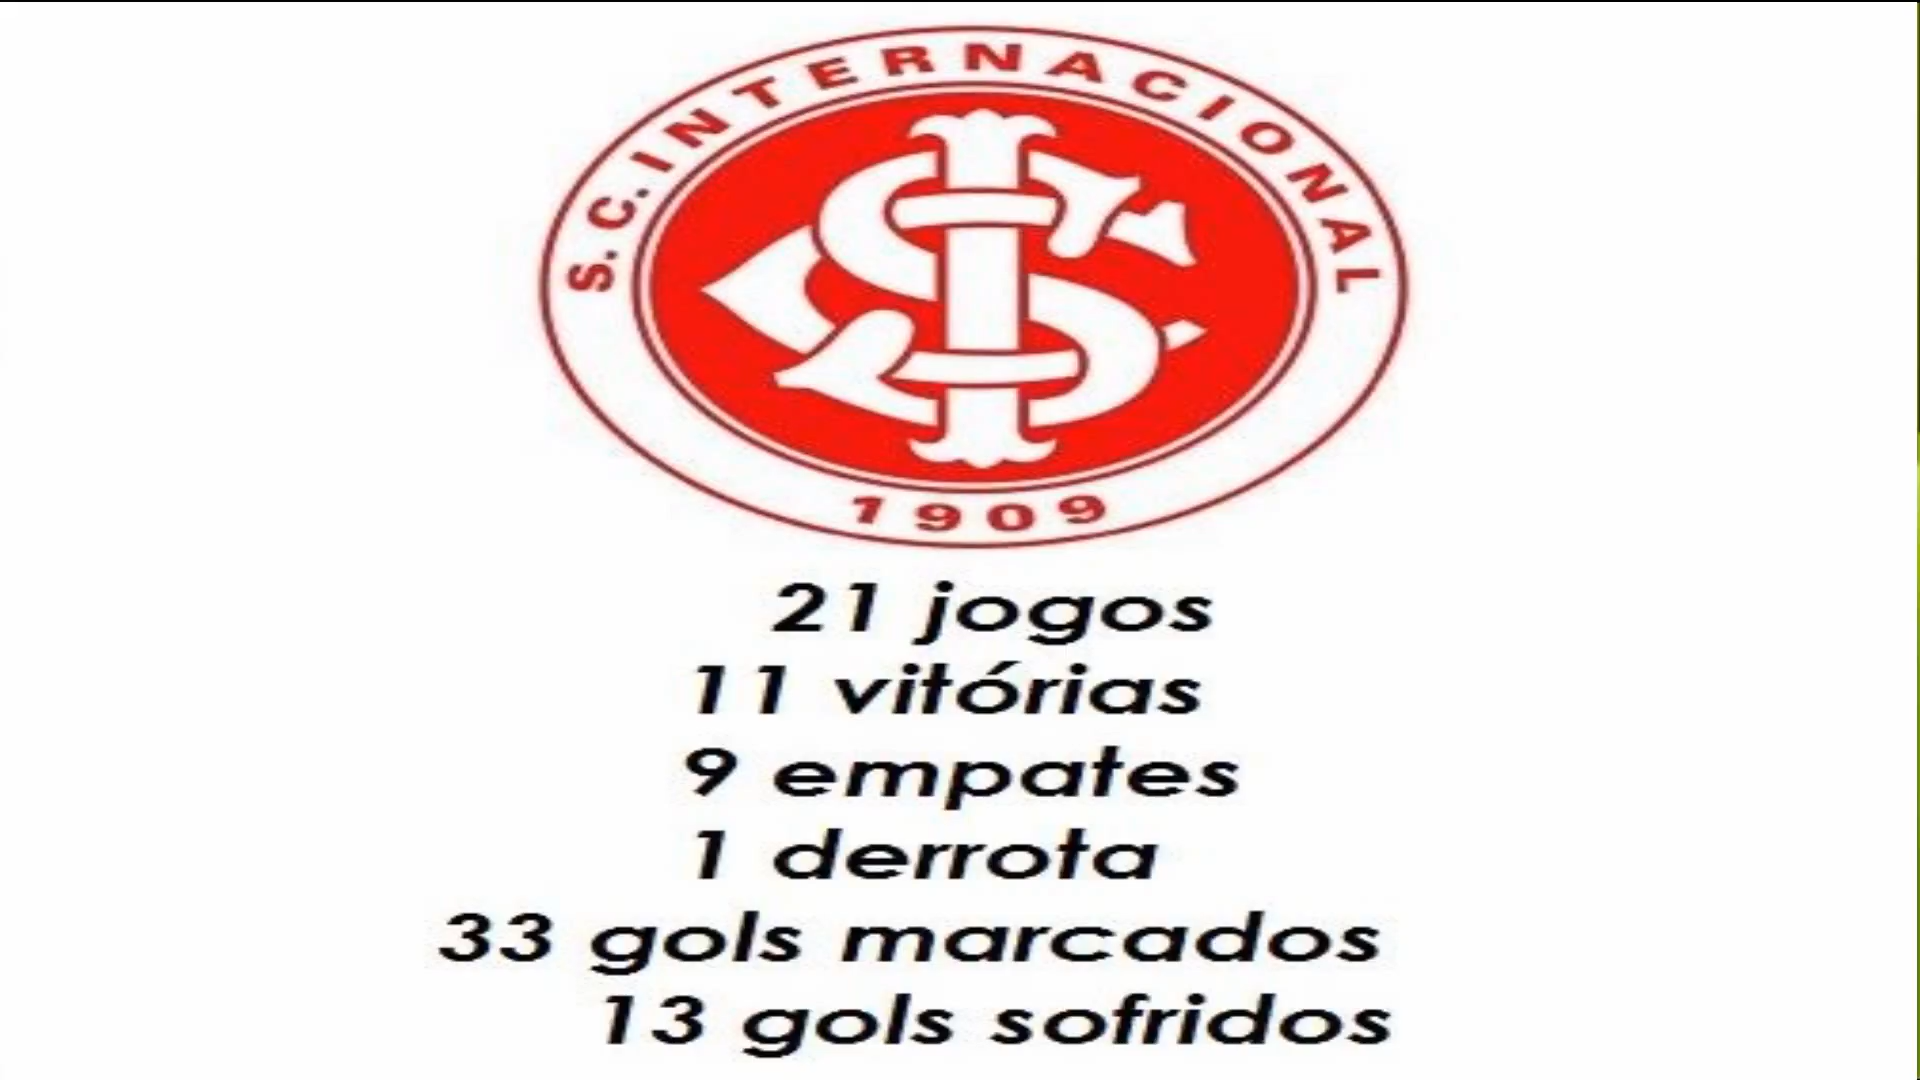 S.C. INTERNACIONAL
1909
21 jogos
11 vitórias
9 empates
1 derrota
33 gols marcados
13 gols sofridos